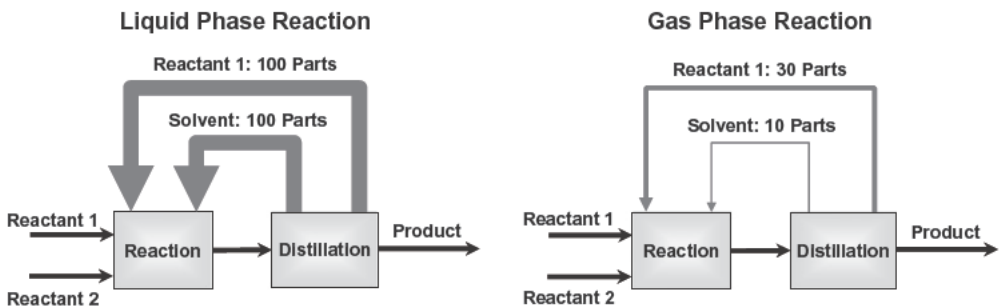 Liquid Phase Reaction
Reactant 1: 100 Parts
Solvent: 100 Parts
Reactant 1
Reaction
Distillation
Product
Reactant 2
Gas Phase Reaction
Reactant 1: 30 Parts
Solvent: 10 Parts
Reactant 1
Reaction
Distillation
Product
Reactant 2